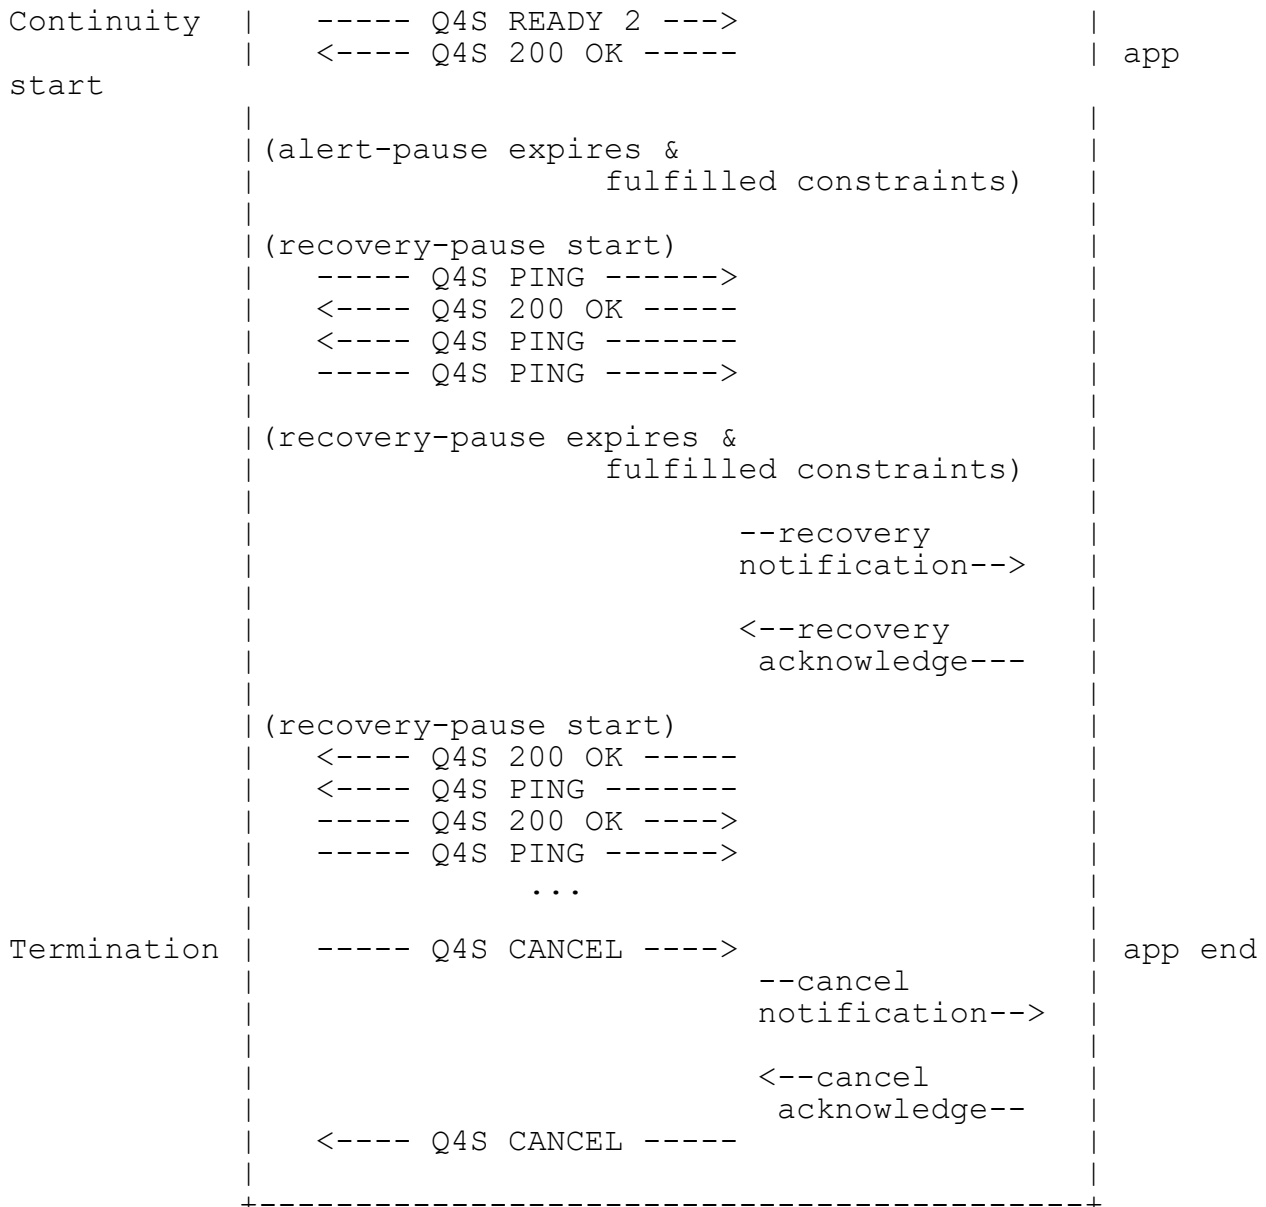 Continuity |   ----- Q4S READY 2 --->                   |
           |   <---- Q4S 200 OK -----                   | app
start
           |                                            |
           |(alert-pause expires &                      |
           |                  fulfilled constraints)    |
           |                                            |
           |(recovery-pause start)                      |
           |   ----- Q4S PING ------>                   |
           |   <---- Q4S 200 OK -----                   |
           |   <---- Q4S PING -------                   |
           |   ----- Q4S PING ------>                   |
           |                                            |
           |(recovery-pause expires &                   |
           |                  fulfilled constraints)    |
           |                                            |
           |                         --recovery         |
           |                         notification-->    |
           |                                            |
           |                         <--recovery        |
           |                          acknowledge---    |
           |                                            |
           |(recovery-pause start)                      |
           |   <---- Q4S 200 OK -----                   |
           |   <---- Q4S PING -------                   |
           |   ----- Q4S 200 OK ---->                   |
           |   ----- Q4S PING ------>                   |
           |              ...                           |
           |                                            |
Termination |   ----- Q4S CANCEL ---->                   | app end
           |                          --cancel          |
           |                          notification-->   |
           |                                            |
           |                          <--cancel         |
           |                           acknowledge--    |
           |   <---- Q4S CANCEL -----                   |
           |                                            |
           +--------------------------------------------+